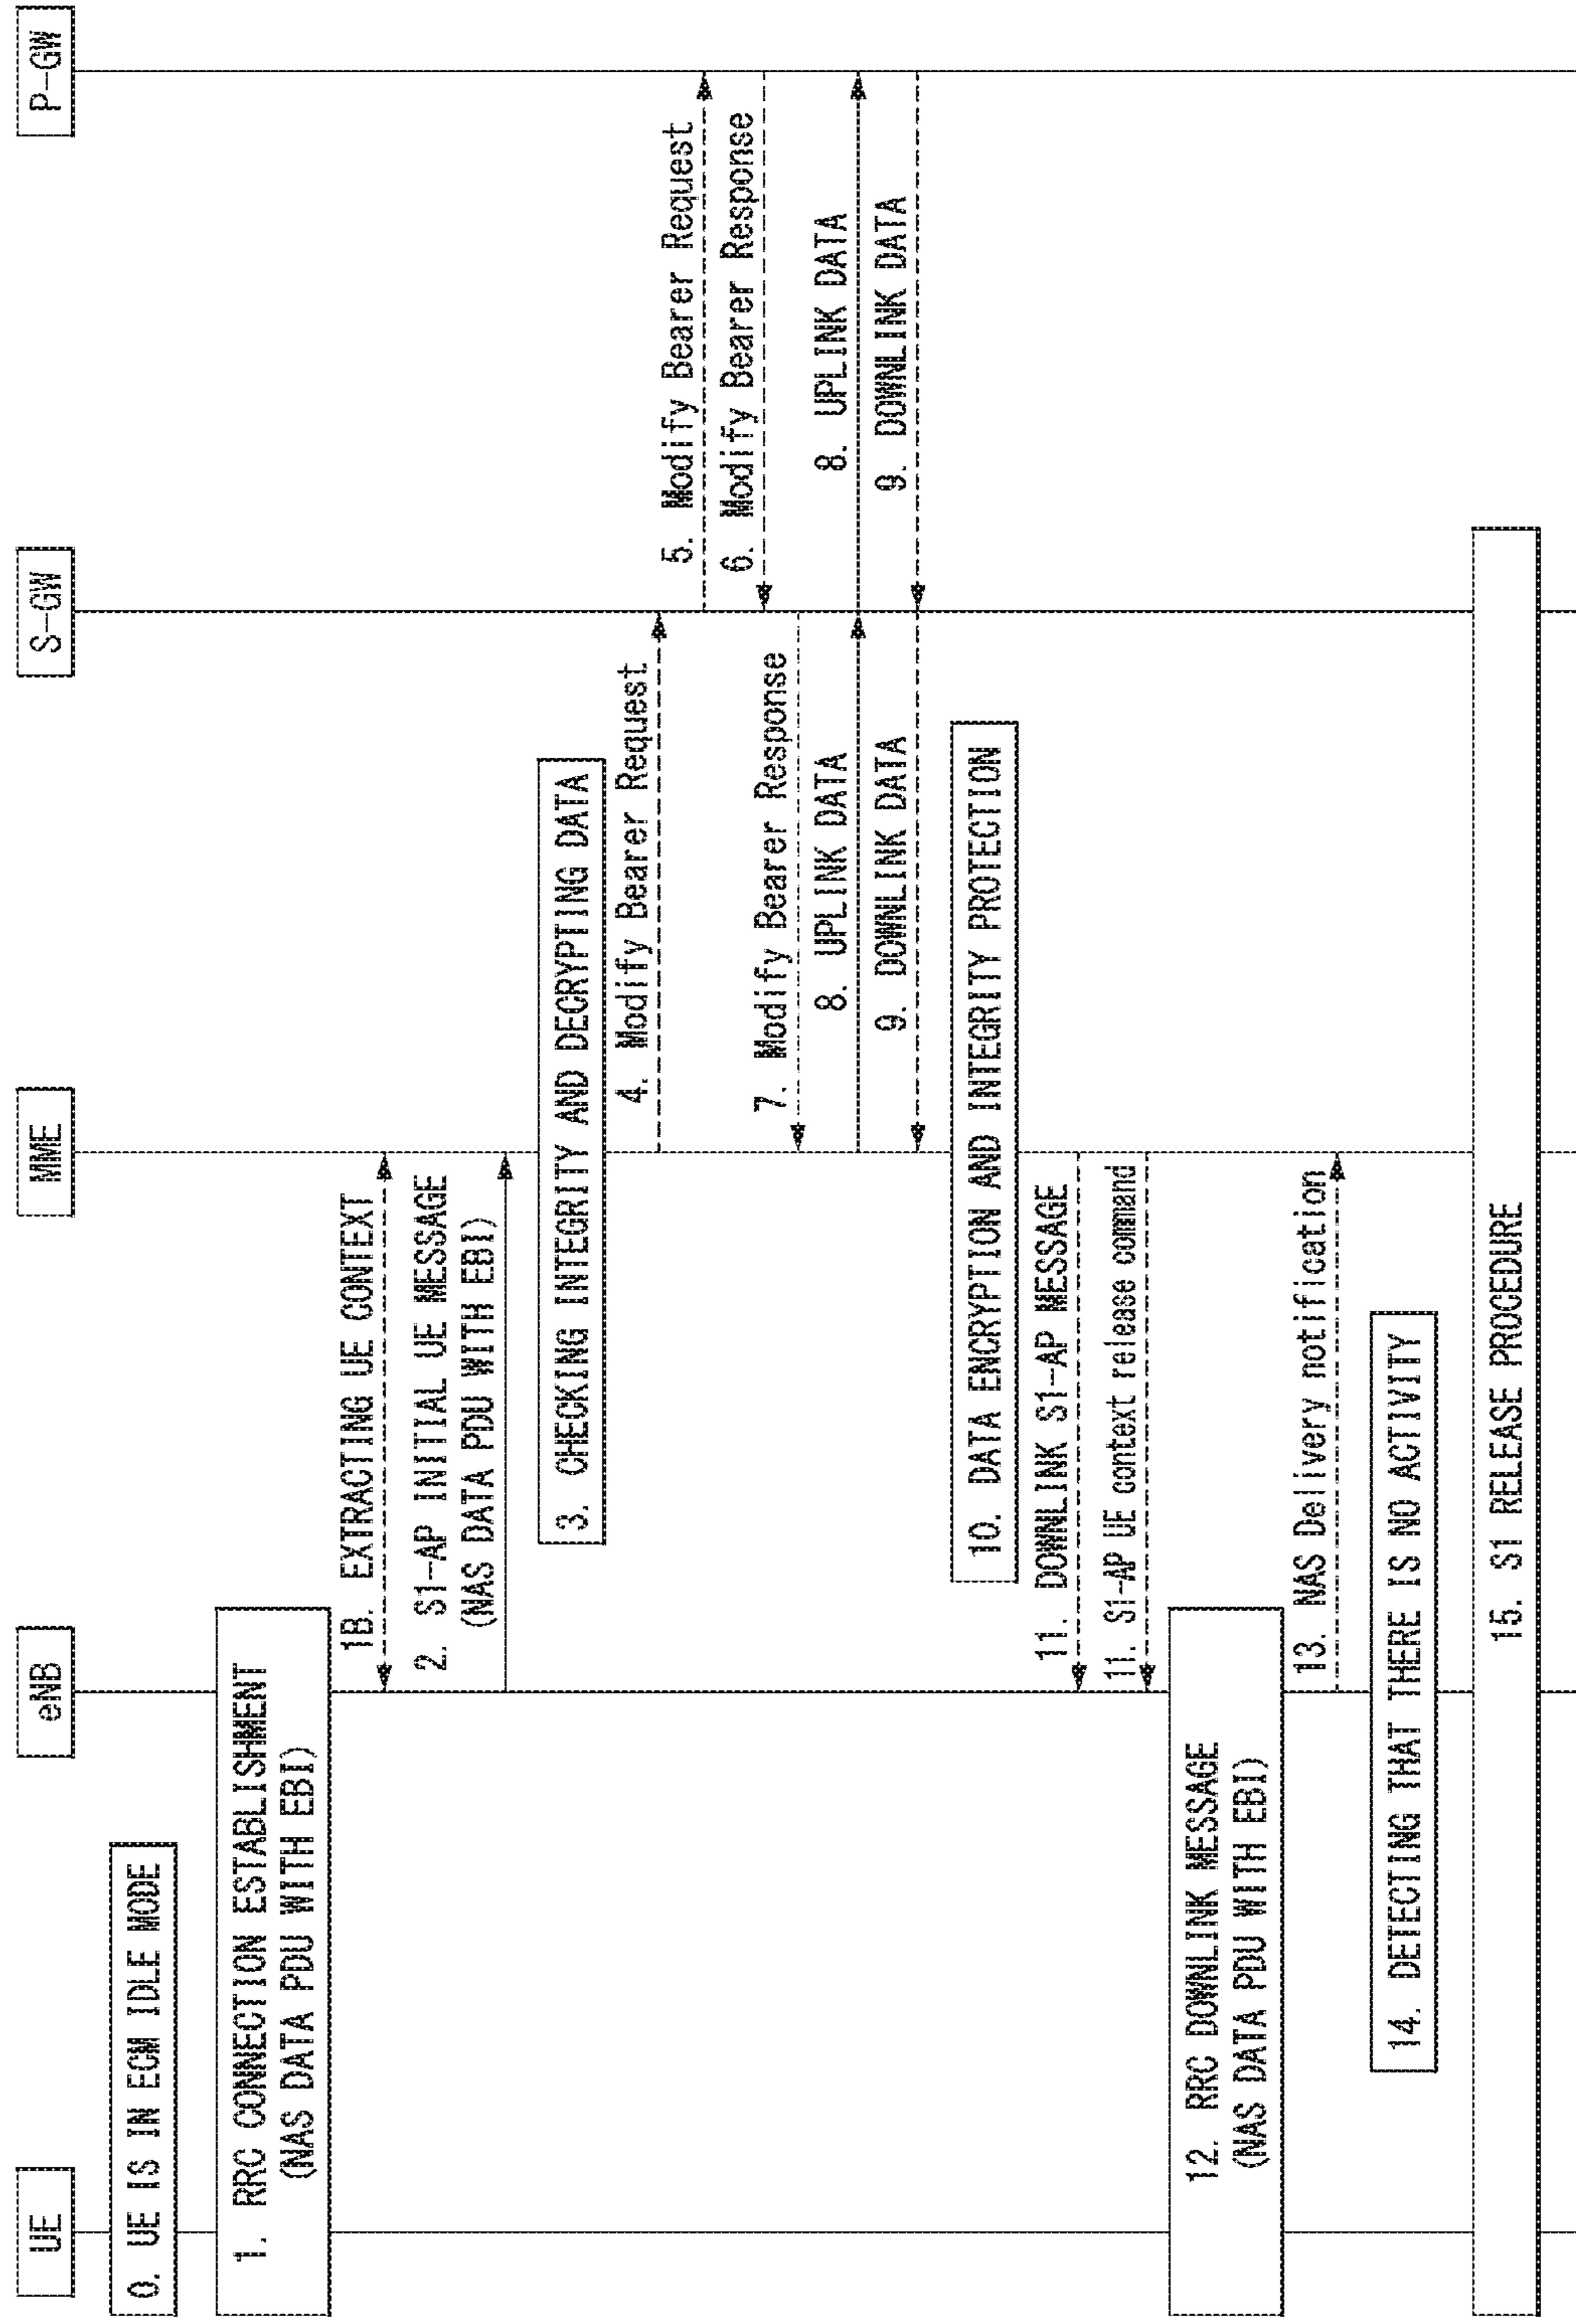 UE
eNB
MME
S-GW
P-GW
0. UE IS IN ECM IDLE MODE
1. RRC CONNECTION ESTABLISHMENT
(NAS DATA PDU WITH EBI)
1B. EXTRACTING UE CONTEXT
2. S1-AP INITIAL UE MESSAGE
(NAS DATA PDU WITH EBI)
3. CHECKING INTEGRITY AND DECRYPTING DATA
4. Modify Bearer Request
5. Modify Bearer Request
6. Modify Bearer Response
7. Modify Bearer Response
8. UPLINK DATA
8. UPLINK DATA
9. DOWNLINK DATA
9. DOWNLINK DATA
10. DATA ENCRYPTION AND INTEGRITY PROTECTION
11. DOWNLINK S1-AP MESSAGE
11. S1-AP UE context release command
12. RRC DOWNLINK MESSAGE
(NAS DATA PDU WITH EBI)
13. NAS Delivery notification
14. DETECTING THAT THERE IS NO ACTIVITY
15. S1 RELEASE PROCEDURE